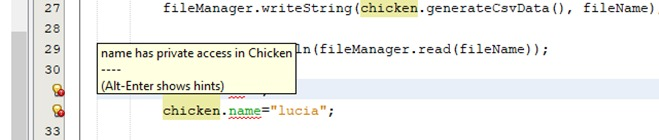 27 fileManager.writeString(chicken.generateCsvData(), fileName)
28
29 ln(fileManager.read(fileName));
name has private access in Chicken
----
30
(Alt-Enter shows hints)
chicken.name="lucia";
33